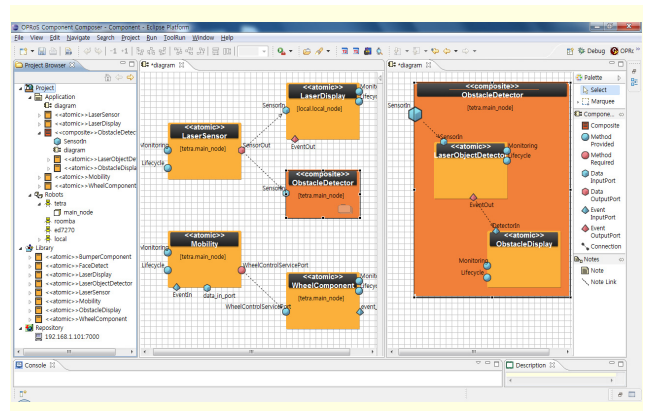 OPRoS Component Composer - Component - Eclipse Platform
File Edit View Navigate Search Project Run ToolRun Window Help
Debug OPRc
Project Browser
Project
Application
diagram
<<atomic>>LaserSensor
<<atomic>>LaserDisplay
<<composite>>ObstacleDetec
SensorIn
diagram
<<atomic>>LaserObjectDe
<<atomic>>ObstacleDispla
<<atomic>>Mobility
<<atomic>>WheelComponent
Robots
tetra
main_node
roomba
ed7270
local
Library
<<atomic>>BumperComponent
<<atomic>>FaceDetect
<<atomic>>LaserDisplay
<<atomic>>LaserObjectDetector
<<atomic>>LaserSensor
<<atomic>>Mobility
<<atomic>>ObstacleDisplay
<<atomic>>WheelComponent
Repository
192.168.1.101:7000
*diagram
<<atomic>>
LaserDisplay
Monito
Lifecyc
SensorIn
[local.local_node]
EventOut
<<atomic>>
LaserSensor
Monitoring
SensorOut
[tetra.main_node]
Lifecycle
<<composite>>
ObstacleDetector
SensorIn
[tetra.main_node]
<<atomic>>
Mobility
Monitoring
[tetra.main_node]
Lifecycle
WheelControlServicePort
EventIn
data_in_port
<<atomic>>
WheelComponent
Monito
Lifecyc
[tetra.main_node]
WheelControlServicePort
event_
*diagram
<<composite>>
ObstacleDetector
SensorIn
[tetra.main_node]
SensorIn
<<atomic>>
LaserObjectDetector
Monitoring
Lifecycle
EventOut
DetectorIn
<<atomic>>
ObstacleDisplay
Monitoring
Lifecycle
Palette
Select
Marquee
Compone...
Composite
Method
Provided
Method
Required
Data
InputPort
Data
OutputPort
Event
InputPort
Event
OutputPort
Connection
Notes
Note
Note Link
Console
Description